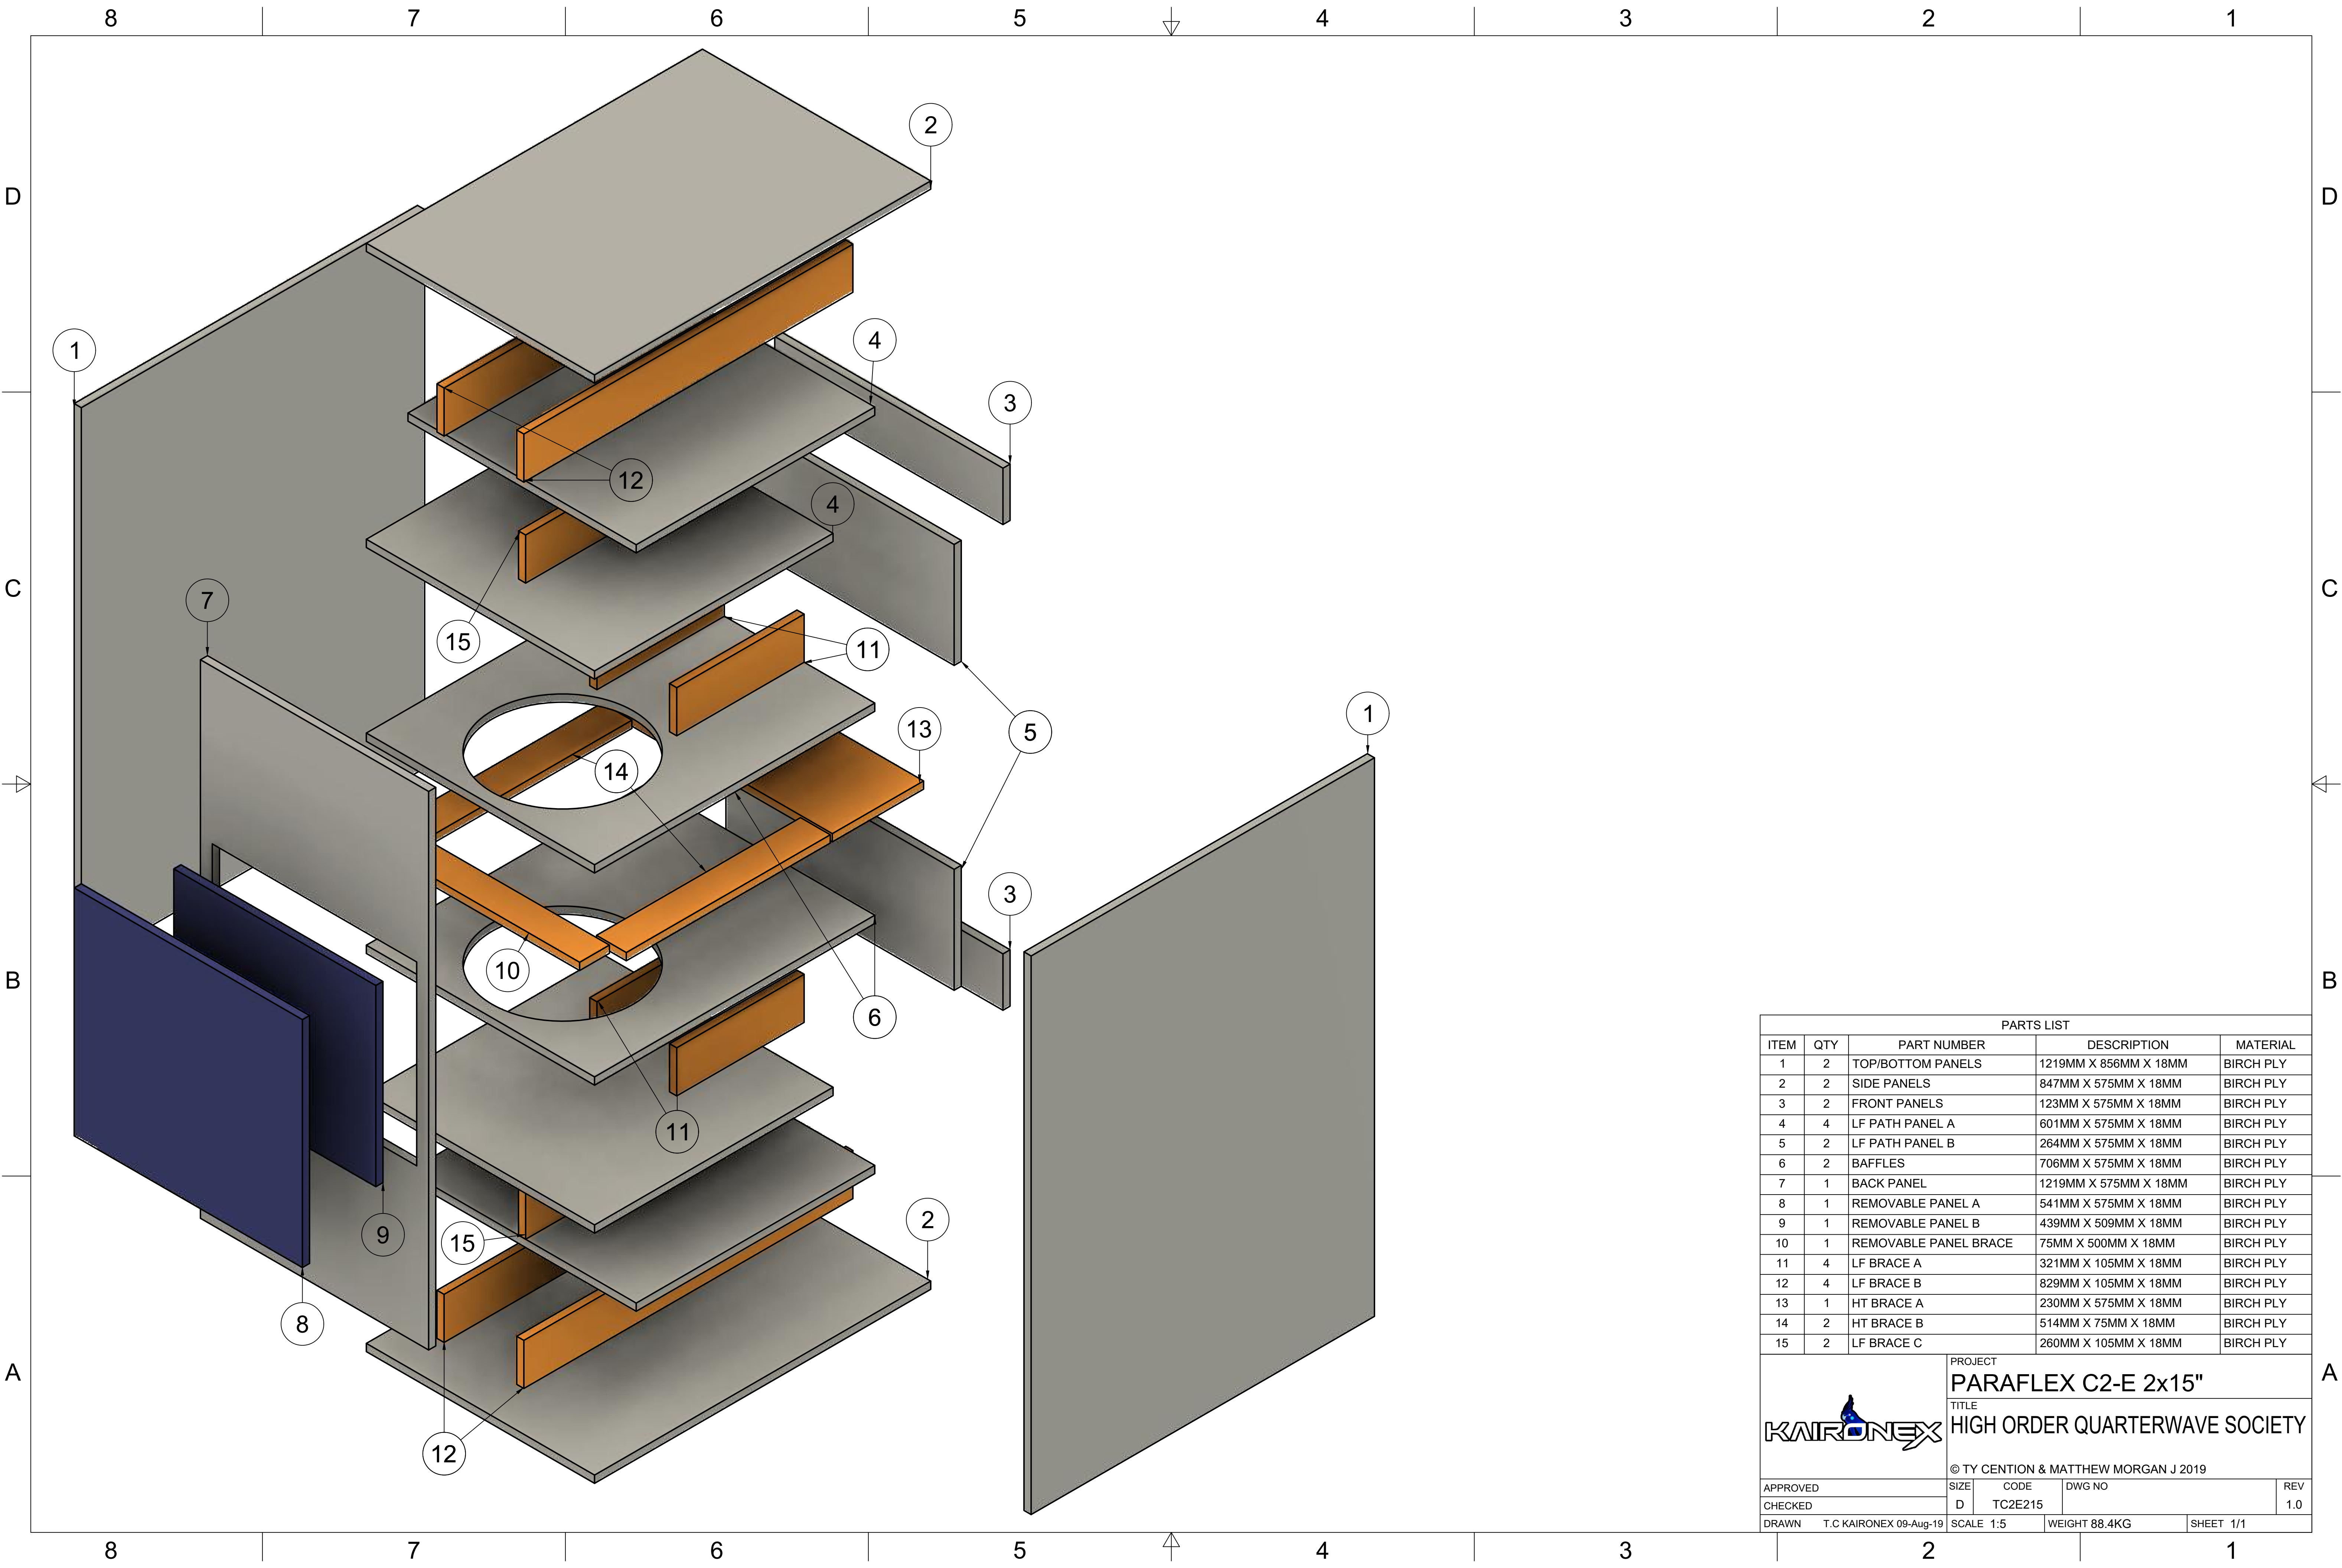 8 7 6 5 4 3 2 1
D D
C C
B B
A A
2
1
4
3
12
4
7
15
11
13
5
1
14
3
10
6
11
9
15
2
8
12
PARTS LIST
ITEM QTY PART NUMBER DESCRIPTION MATERIAL
1 2 TOP/BOTTOM PANELS 1219MM X 856MM X 18MM BIRCH PLY
2 2 SIDE PANELS 847MM X 575MM X 18MM BIRCH PLY
3 2 FRONT PANELS 123MM X 575MM X 18MM BIRCH PLY
4 4 LF PATH PANEL A 601MM X 575MM X 18MM BIRCH PLY
5 2 LF PATH PANEL B 264MM X 575MM X 18MM BIRCH PLY
6 2 BAFFLES 706MM X 575MM X 18MM BIRCH PLY
7 1 BACK PANEL 1219MM X 575MM X 18MM BIRCH PLY
8 1 REMOVABLE PANEL A 541MM X 575MM X 18MM BIRCH PLY
9 1 REMOVABLE PANEL B 439MM X 509MM X 18MM BIRCH PLY
10 1 REMOVABLE PANEL BRACE 75MM X 500MM X 18MM BIRCH PLY
11 4 LF BRACE A 321MM X 105MM X 18MM BIRCH PLY
12 4 LF BRACE B 829MM X 105MM X 18MM BIRCH PLY
13 1 HT BRACE A 230MM X 575MM X 18MM BIRCH PLY
14 2 HT BRACE B 514MM X 75MM X 18MM BIRCH PLY
15 2 LF BRACE C 260MM X 105MM X 18MM BIRCH PLY
KAIRONEX
PROJECT
PARAFLEX C2-E 2x15"
TITLE
HIGH ORDER QUARTERWAVE SOCIETY
© TY CENTION & MATTHEW MORGAN J 2019
APPROVED SIZE CODE DWG NO REV
CHECKED D TC2E215 1.0
DRAWN T.C KAIRONEX 09-Aug-19 SCALE 1:5 WEIGHT 88.4KG SHEET 1/1
8 7 6 5 4 3 2 1